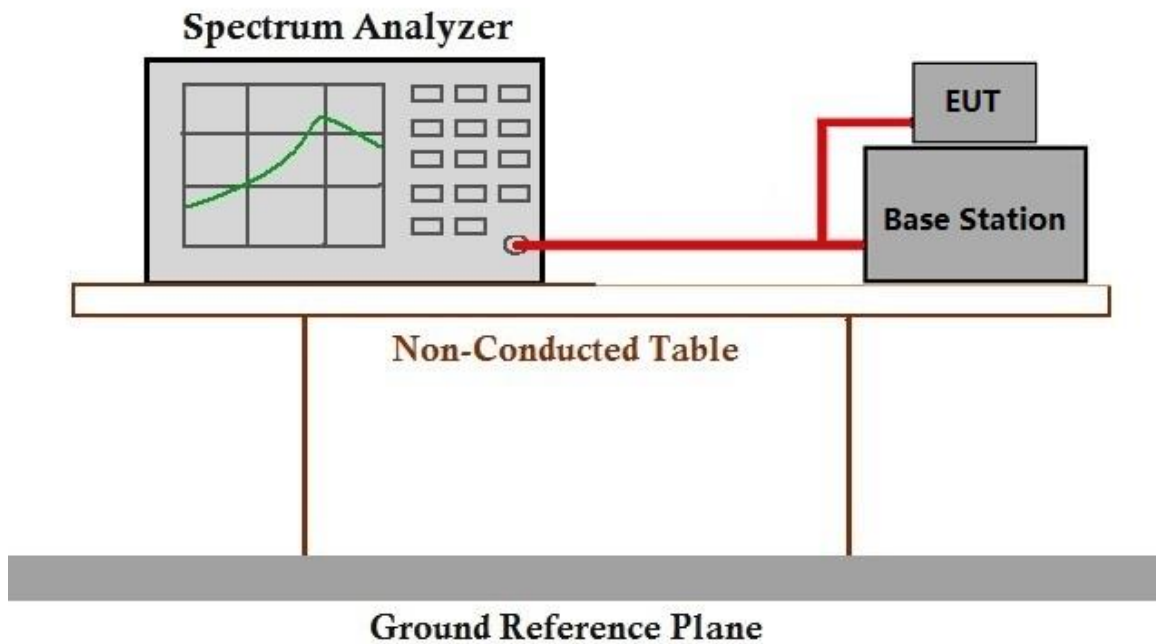 Spectrum Analyzer
EUT
Base Station
Non-Conducted Table
Ground Reference Plane